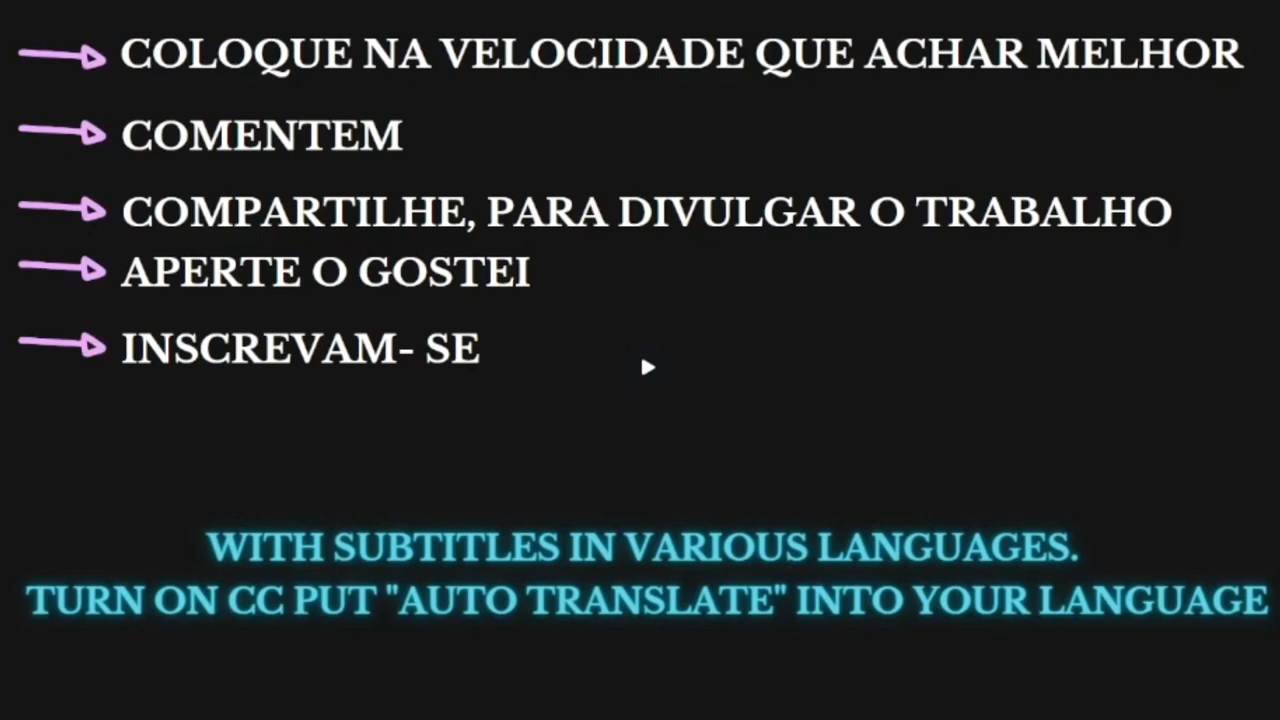 COLOQUE NA VELOCIDADE QUE ACHAR MELHOR
COMENTEM
COMPARTILHE, PARA DIVULGAR O TRABALHO
APERTE O GOSTEI
INSCREVAM- SE
WITH SUBTITLES IN VARIOUS LANGUAGES.
TURN ON CC PUT "AUTO TRANSLATE" INTO YOUR LANGUAGE